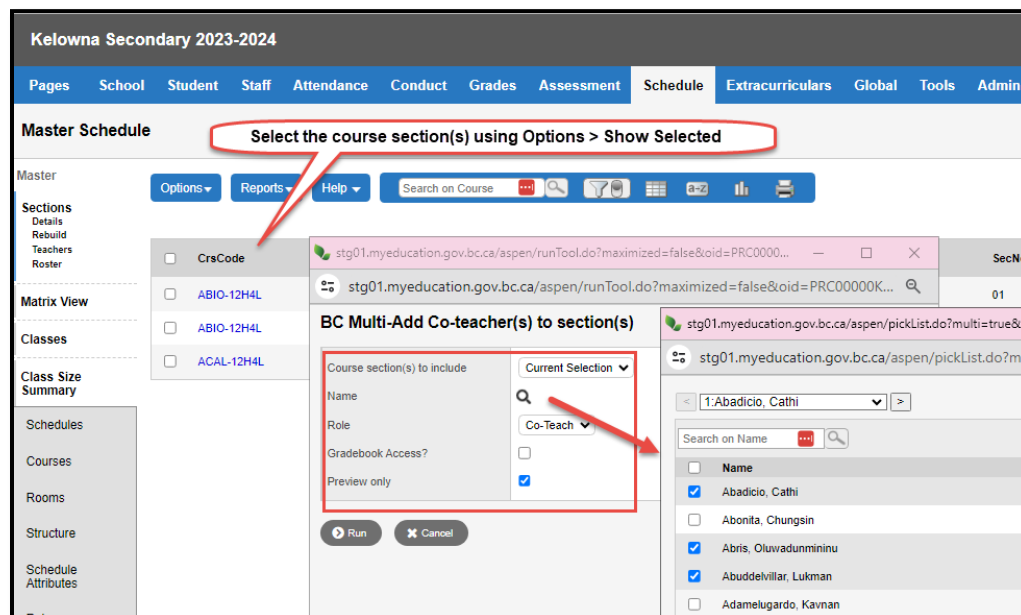 Kelowna Secondary 2023-2024
Pages School Student Staff Attendance Conduct Grades Assessment Schedule Extracurriculars Global Tools Admin
Master Schedule
Select the course section(s) using Options > Show Selected
Master
Options Reports Help Search on Course a-z
Sections
Details
Rebuild
Teachers
Roster
CrsCode
ABIO-12H4L
ABIO-12H4L
ACAL-12H4L
SecNo
01
Matrix View
Classes
Class Size
Summary
Schedules
Courses
Rooms
Structure
Schedule
Attributes
stg01.myeducation.gov.bc.ca/aspen/runTool.do?maximized=false&oid=PRC0000...
stg01.myeducation.gov.bc.ca/aspen/runTool.do?maximized=false&oid=PRC00000K...
BC Multi-Add Co-teacher(s) to section(s)
Course section(s) to include Current Selection
Name
Role Co-Teach
Gradebook Access?
Preview only
Run Cancel
stg01.myeducation.gov.bc.ca/aspen/pickList.do?multi=true&
stg01.myeducation.gov.bc.ca/aspen/pickList.do?m
< 1:Abadicio, Cathi >
Search on Name
Name
Abadicio, Cathi
Abonita, Chungsin
Abris, Oluwadunmininu
Abuddelvillar, Lukman
Adamelugardo, Kavnan